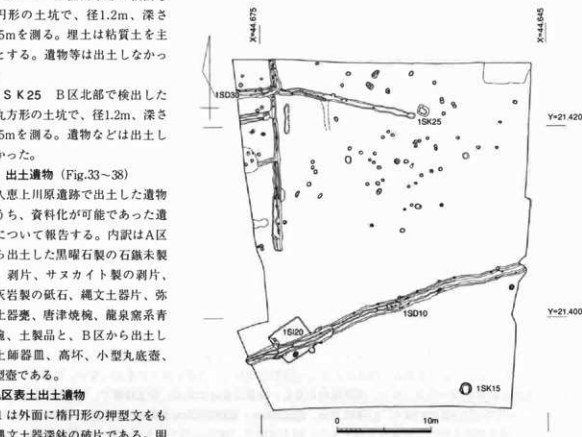 円形の土坑で、径1.2m、深さ
5mを測る。埋土は粘質土を主
とする。遺物等は出土しなかっ
SK25 B区北部で検出した
丸方形の土坑で、径1.2m、深さ
5mを測る。遺物などは出土し
かった。
出土遺物 (Fig.33~38)
久恵上川原遺跡で出土した遺物
うち、資料化が可能であった遺
について報告する。内訳はA区
ら出土した黒曜石製の石鏃未製
剥片、サヌカイト製の剥片、
灰岩製の砥石、縄文土器片、弥
土器甕、唐津焼椀、龍泉窯系青
椀、土製品と、B区から出土し
土師器皿、高坏、小型丸底壺、
型壺である。
区表土出土遺物
は外面に楕円形の押型文をも
縄文土器深鉢の破片である。胴
X=44.675
X=44.645
1SD30
1SK25
Y=21.420
1SD10
Y=21.400
1SI20
1SK15
0 10m